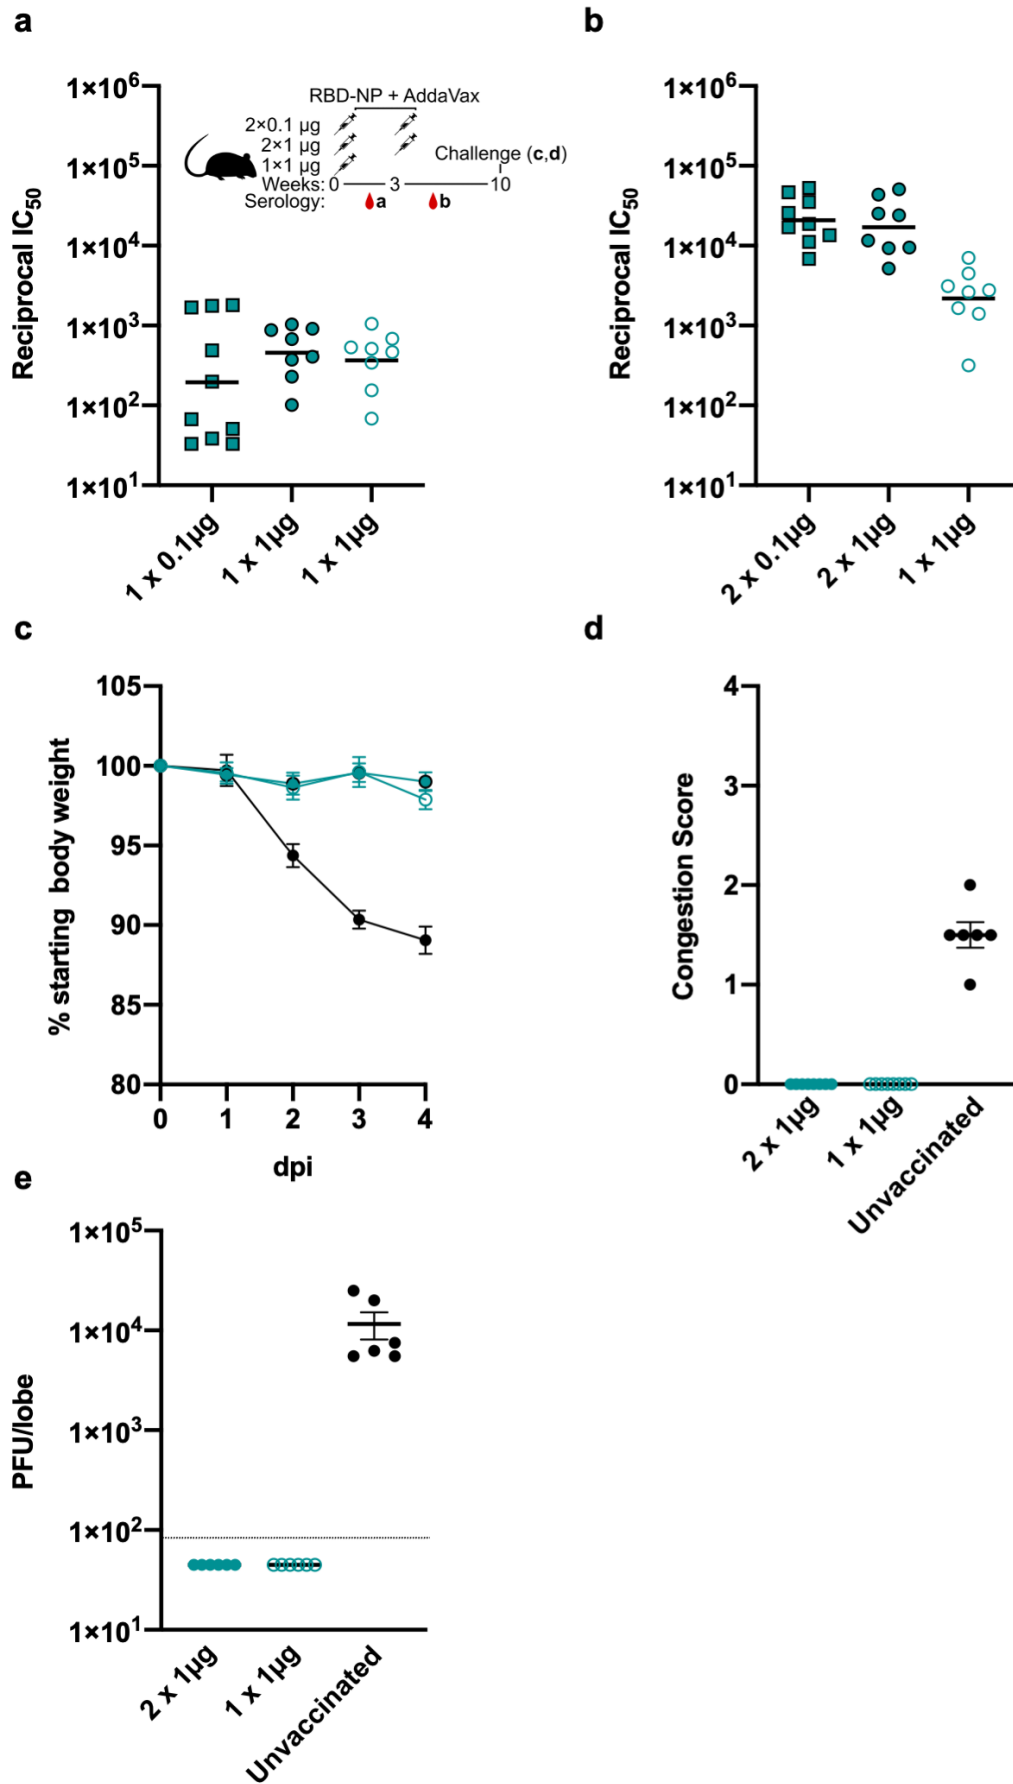 a
1×10⁶
1×10⁵
1×10⁴
1×10³
1×10²
1×10¹
Reciprocal IC₅₀
RBD-NP + AddaVax
2×0.1 µg
2×1 µg
1×1 µg
Challenge (c,d)
Weeks: 0 3 10
Serology: a b
1 x 0.1µg
1 x 1µg
1 x 1µg
b
1×10⁶
1×10⁵
1×10⁴
1×10³
1×10²
1×10¹
Reciprocal IC₅₀
2 x 0.1µg
2 x 1µg
1 x 1µg
c
105
100
95
90
85
80
% starting body weight
0 1 2 3 4
dpi
d
4
3
2
1
0
Congestion Score
2 x 1µg
1 x 1µg
Unvaccinated
e
1×10⁵
1×10⁴
1×10³
1×10²
1×10¹
PFU/lobe
2 x 1µg
1 x 1µg
Unvaccinated